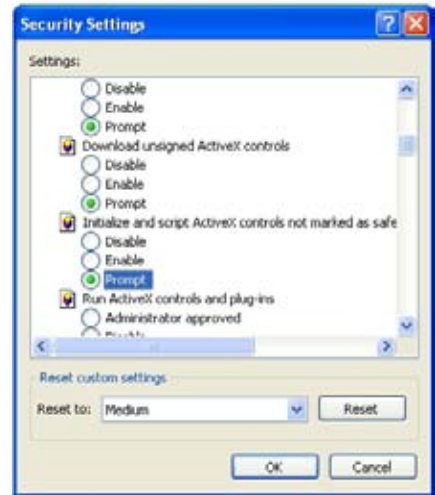 Security Settings
Settings:
Disable
Enable
Prompt
Download unsigned ActiveX controls
Disable
Enable
Prompt
Initialize and script ActiveX controls not marked as safe
Disable
Enable
Prompt
Run ActiveX controls and plug-ins
Administrator approved
Reset custom settings
Reset to: Medium Reset
OK Cancel